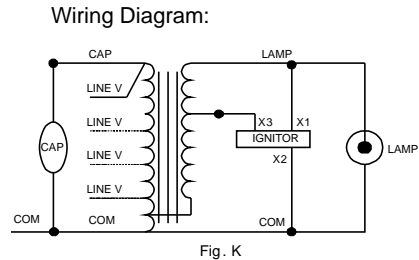 Wiring Diagram:
CAP
LAMP
LINE V
LINE V
LINE V
LINE V
CAP
X3 X1
IGNITOR
X2
LAMP
COM COM COM
Fig. K